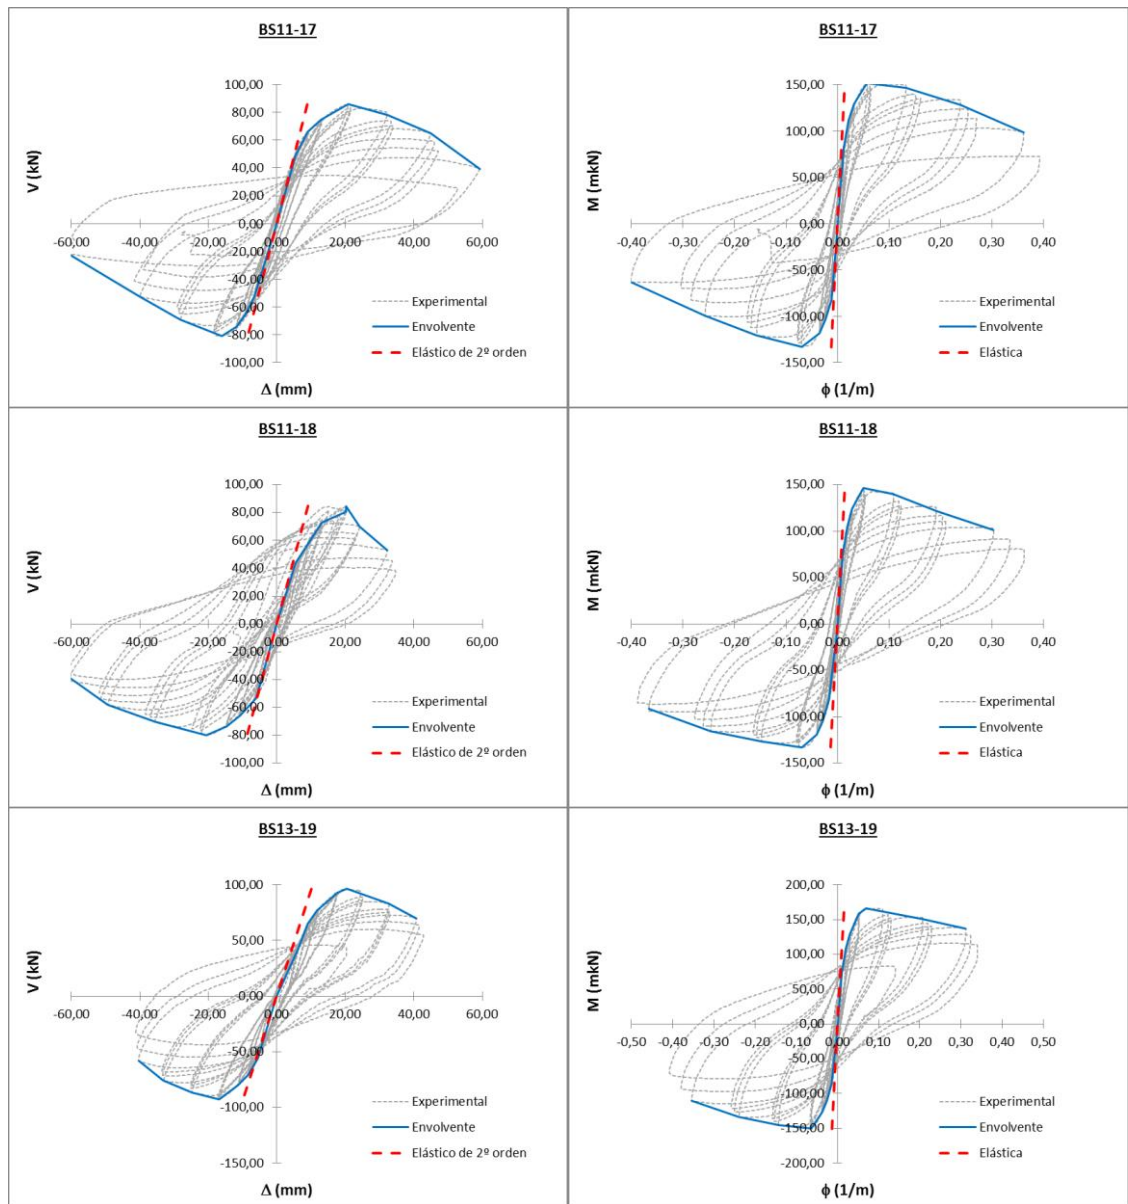 BS11-17
100,00
80,00
60,00
40,00
20,00
0,00
-60,00 -40,00 -20,00 0,00 20,00 40,00 60,00
-20,00
-40,00
-60,00
-80,00
-100,00
V (kN)
Δ (mm)
Experimental
Envolvente
Elástico de 2º orden
BS11-17
150,00
100,00
50,00
0,00
-0,40 -0,30 -0,20 -0,10 0,00 0,10 0,20 0,30 0,40
-50,00
-100,00
-150,00
M (mkN)
ϕ (1/m)
Experimental
Envolvente
Elástica
BS11-18
100,00
80,00
60,00
40,00
20,00
0,00
-60,00 -40,00 -20,00 0,00 20,00 40,00 60,00
-20,00
-40,00
-60,00
-80,00
-100,00
V (kN)
Δ (mm)
Experimental
Envolvente
Elástico de 2º orden
BS11-18
150,00
100,00
50,00
0,00
-0,40 -0,30 -0,20 -0,10 0,00 0,10 0,20 0,30 0,40
-50,00
-100,00
-150,00
M (mkN)
ϕ (1/m)
Experimental
Envolvente
Elástica
BS13-19
100,00
50,00
0,00
-60,00 -40,00 -20,00 0,00 20,00 40,00 60,00
-50,00
-100,00
-150,00
V (kN)
Δ (mm)
Experimental
Envolvente
Elástico de 2º orden
BS13-19
200,00
150,00
100,00
50,00
0,00
-0,50 -0,40 -0,30 -0,20 -0,10 0,00 0,10 0,20 0,30 0,40 0,50
-50,00
-100,00
-150,00
-200,00
M (mkN)
ϕ (1/m)
Experimental
Envolvente
Elástica